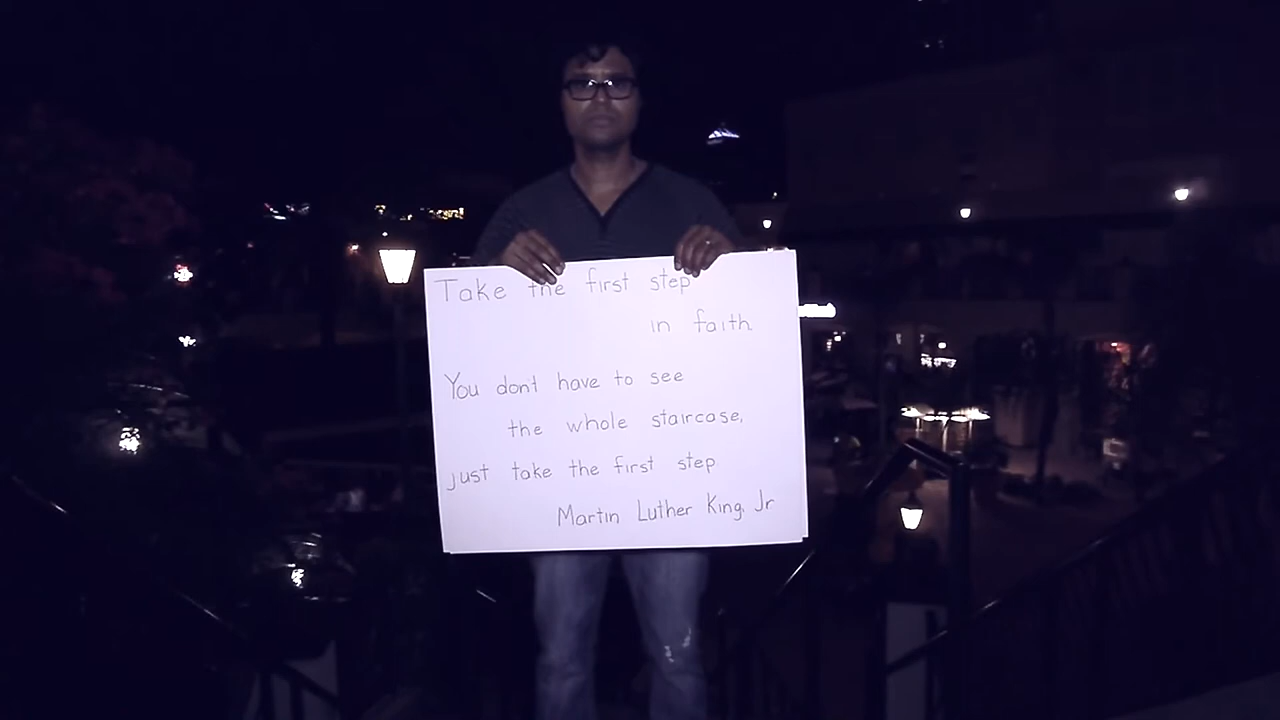 Take the first step
in faith
You dont have to see
the whole staircase,
just take the first step
Martin Luther King, Jr